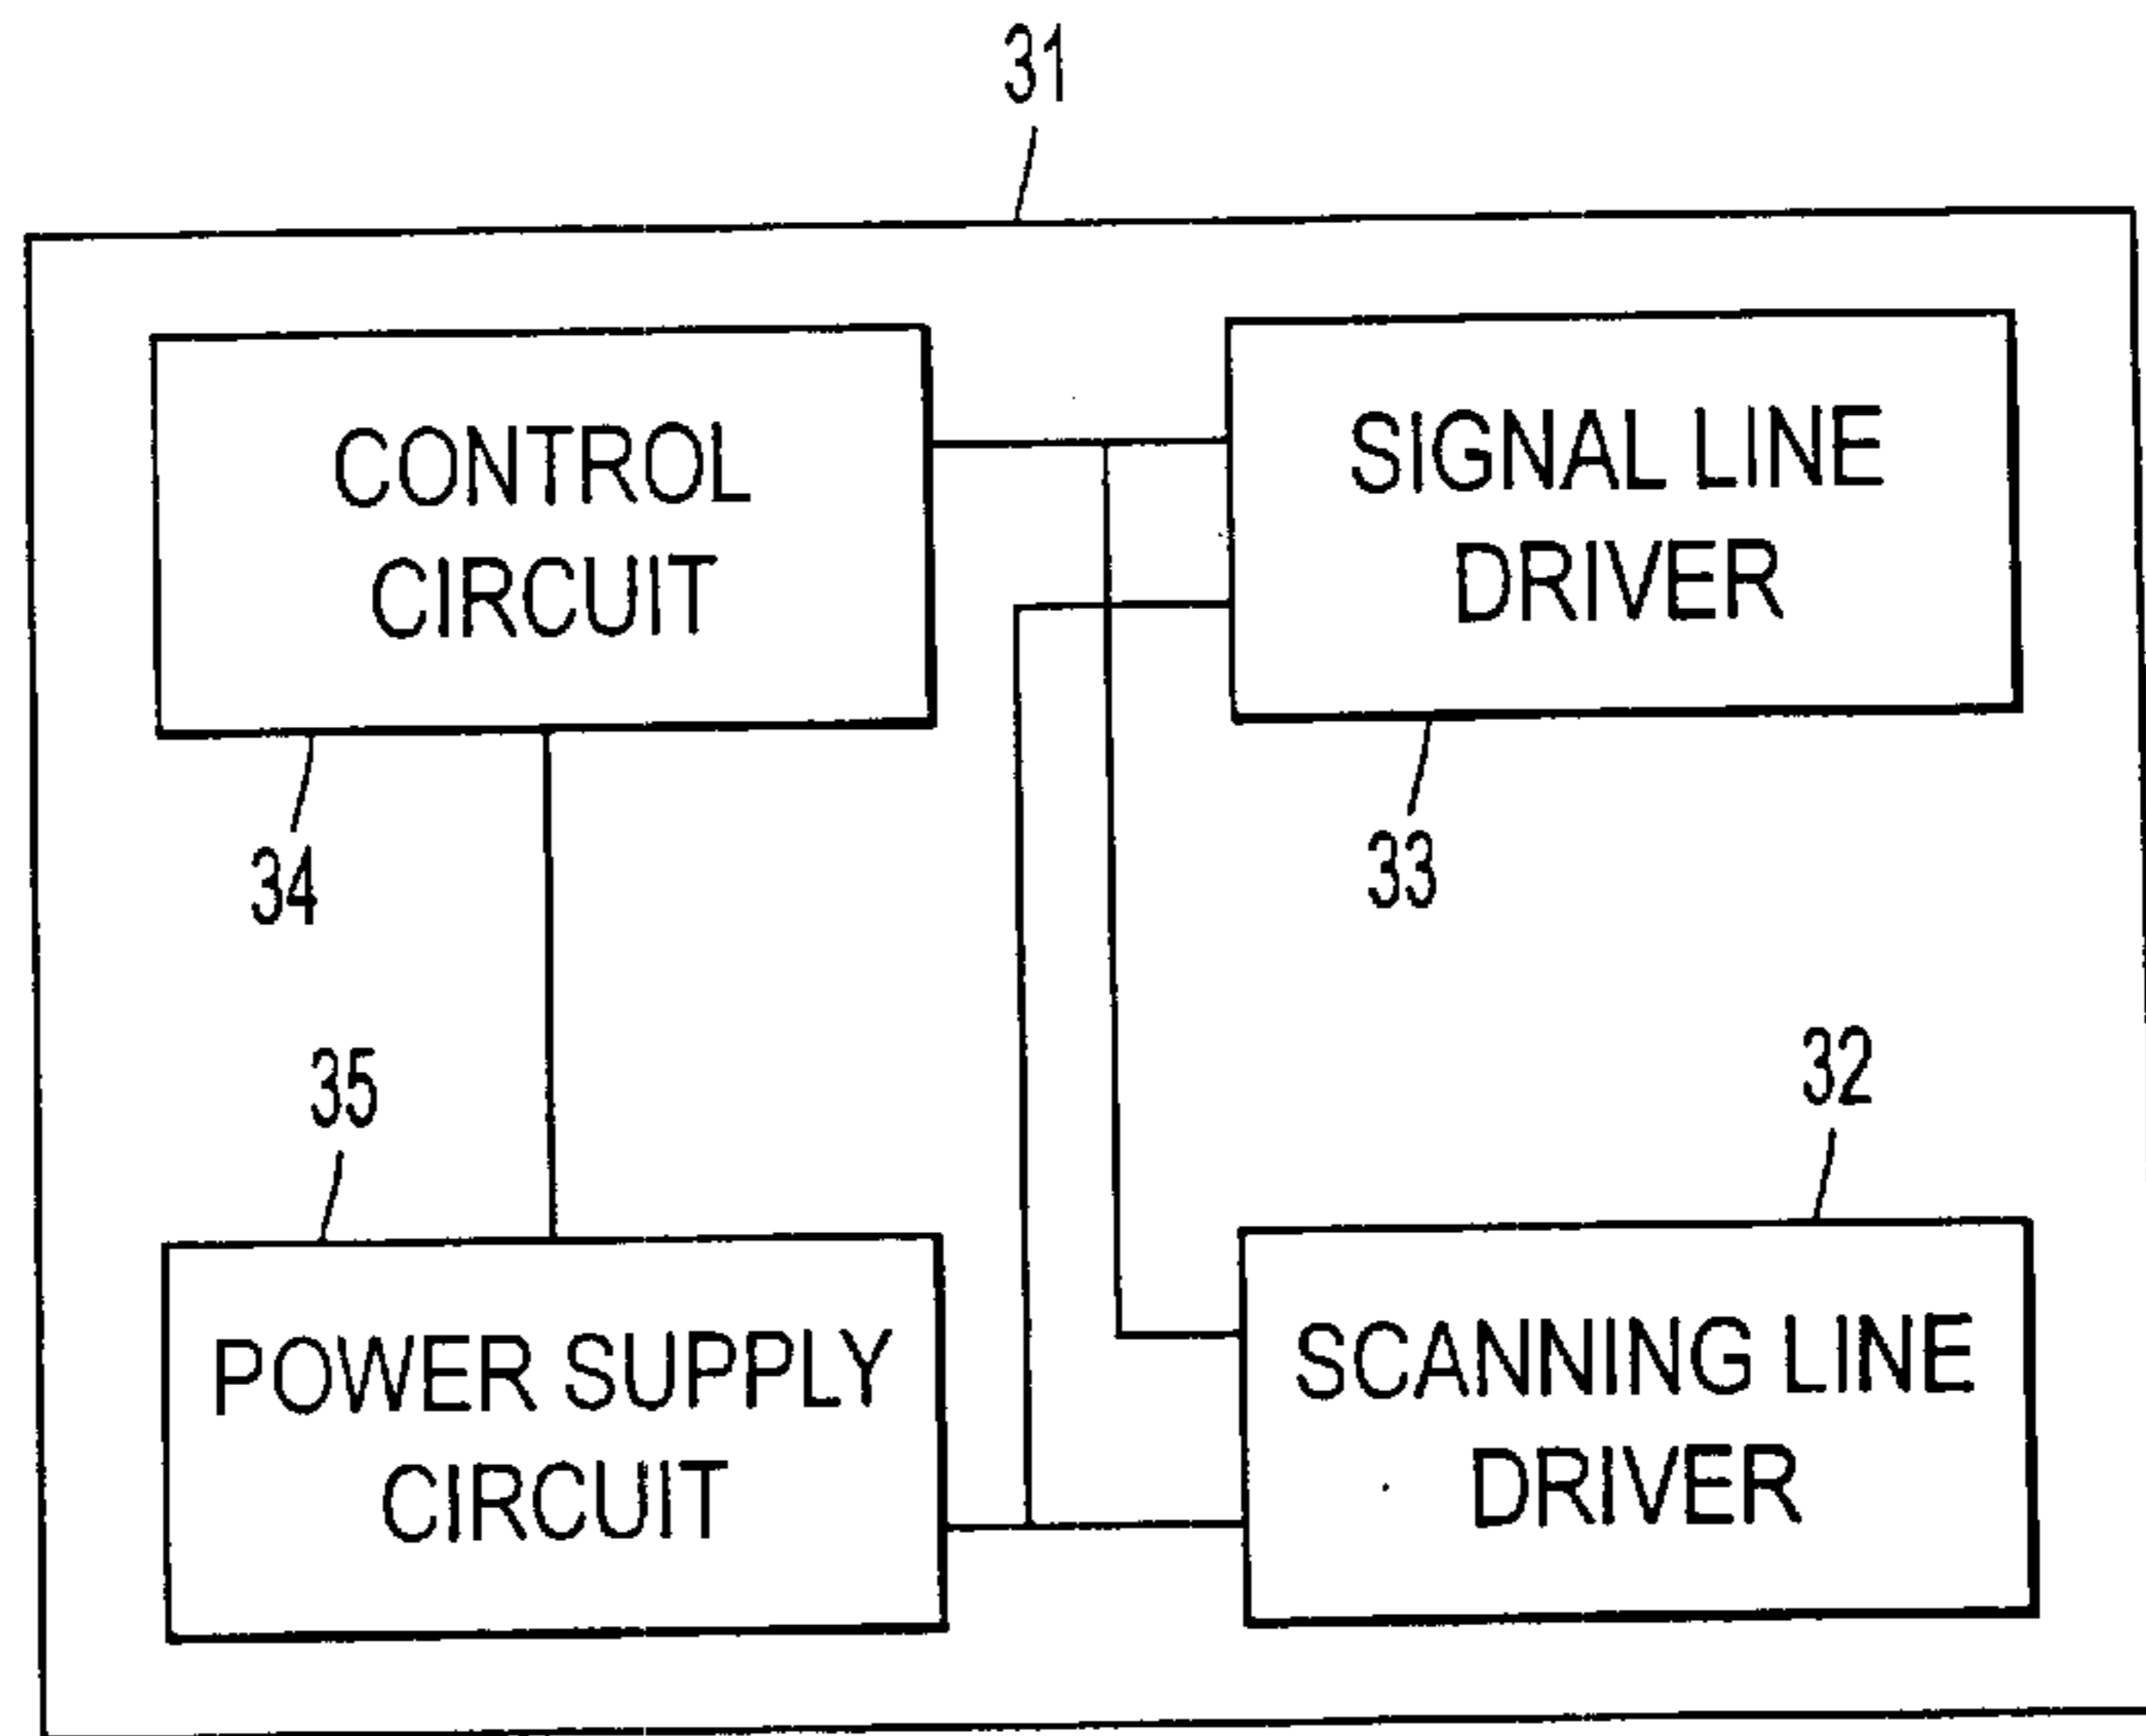 31
CONTROL
CIRCUIT
SIGNAL LINE
DRIVER
34
33
35
32
POWER SUPPLY
CIRCUIT
SCANNING LINE
DRIVER